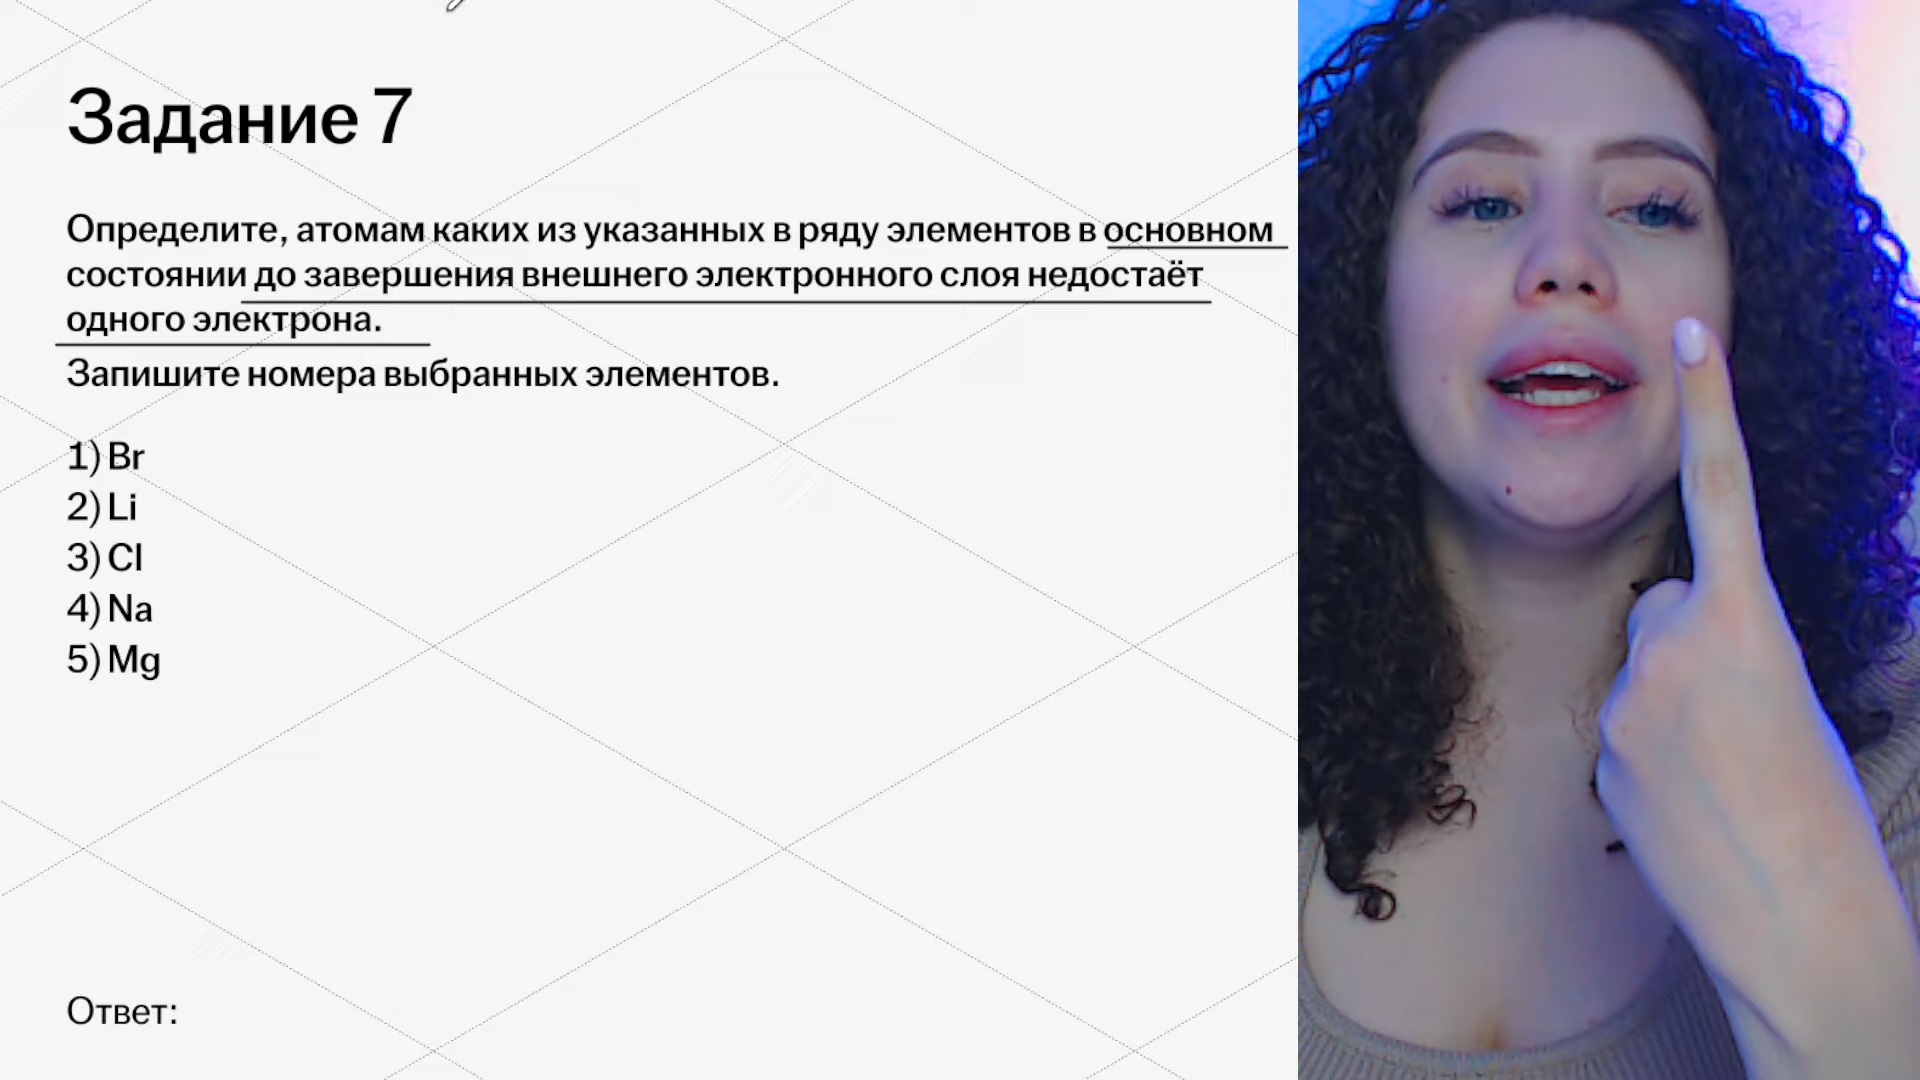 Задание 7
Определите, атомам каких из указанных в ряду элементов в основном
состоянии до завершения внешнего электронного слоя недостаёт
одного электрона.
Запишите номера выбранных элементов.
1) Br
2) Li
3) Cl
4) Na
5) Mg
Ответ: